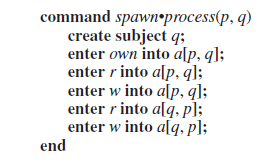 command spawn•process(p, q)
create subject q;
enter own into a[p, q];
enter r into a[p, q];
enter w into a[p, q];
enter r into a[q, p];
enter w into a[q, p];
end